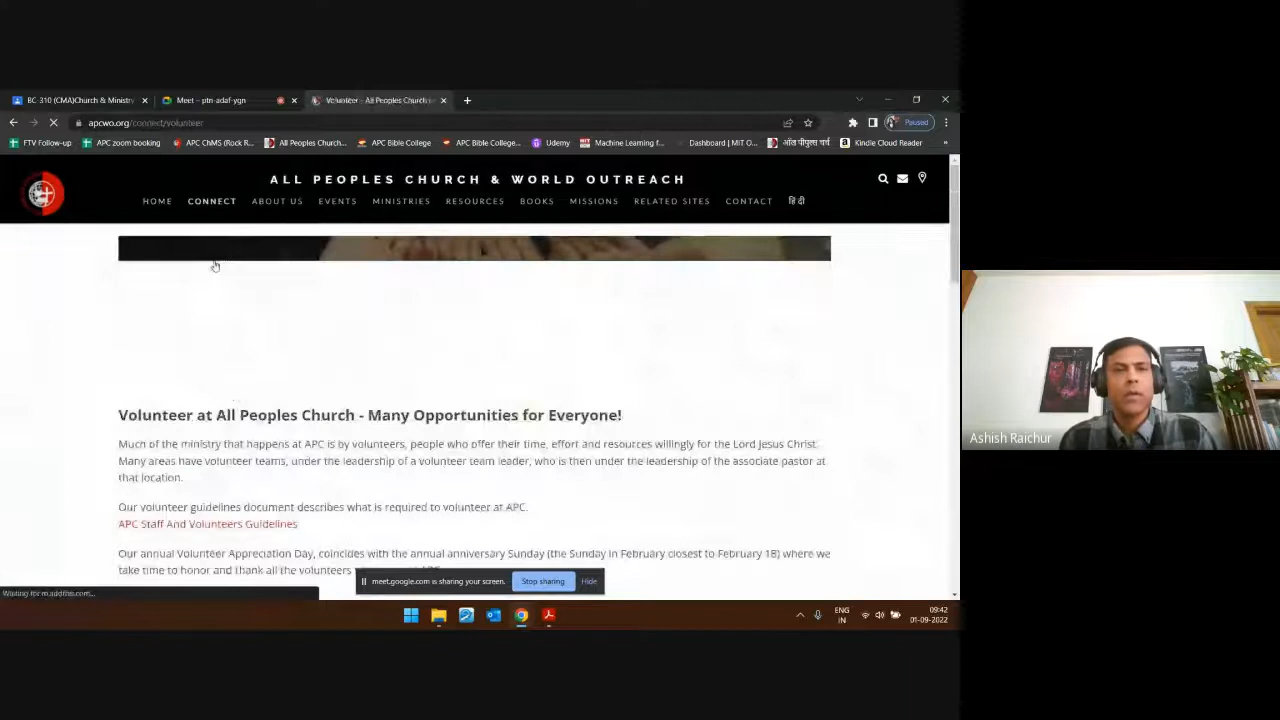 BC-310 (CMA)Church & Ministry
Meet – ptn-adaf-ygn
Volunteer - All Peoples Church
apcwo.org/connect/volunteer
Paused
FTV Follow-up
APC zoom booking
APC ChMS (Rock R...
All Peoples Church...
APC Bible College
APC Bible College...
Udemy
Machine Learning f...
Dashboard | MIT O...
ऑल पीपुल्स चर्च
Kindle Cloud Reader
ALL PEOPLES CHURCH & WORLD OUTREACH
HOME CONNECT ABOUT US EVENTS MINISTRIES RESOURCES BOOKS MISSIONS RELATED SITES CONTACT हिंदी
Volunteer at All Peoples Church - Many Opportunities for Everyone!
Much of the ministry that happens at APC is by volunteers, people who offer their time, effort and resources willingly for the Lord Jesus Christ.
Many areas have volunteer teams, under the leadership of a volunteer team leader, who is then under the leadership of the associate pastor at
that location.
Our volunteer guidelines document describes what is required to volunteer at APC.
APC Staff And Volunteers Guidelines
Our annual Volunteer Appreciation Day, coincides with the annual anniversary Sunday (the Sunday in February closest to February 18) where we
take time to honor and thank all the volunteers
meet.google.com is sharing your screen. Stop sharing Hide
Waiting for m.addthis.com...
ENG
IN
09:42
01-09-2022
Ashish Raichur